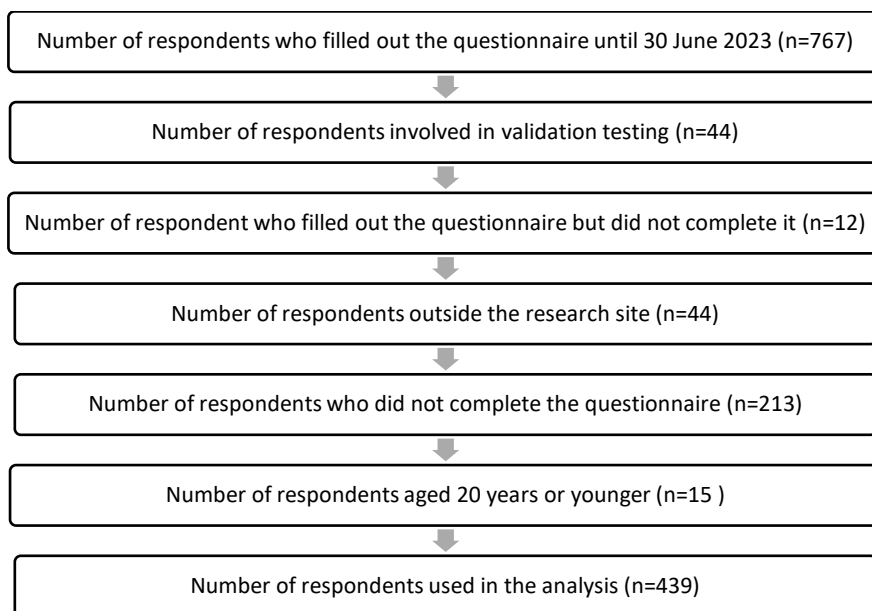 Number of respondents who filled out the questionnaire until 30 June 2023 (n=767)
Number of respondents involved in validation testing (n=44)
Number of respondent who filled out the questionnaire but did not complete it (n=12)
Number of respondents outside the research site (n=44)
Number of respondents who did not complete the questionnaire (n=213)
Number of respondents aged 20 years or younger (n=15 )
Number of respondents used in the analysis (n=439)